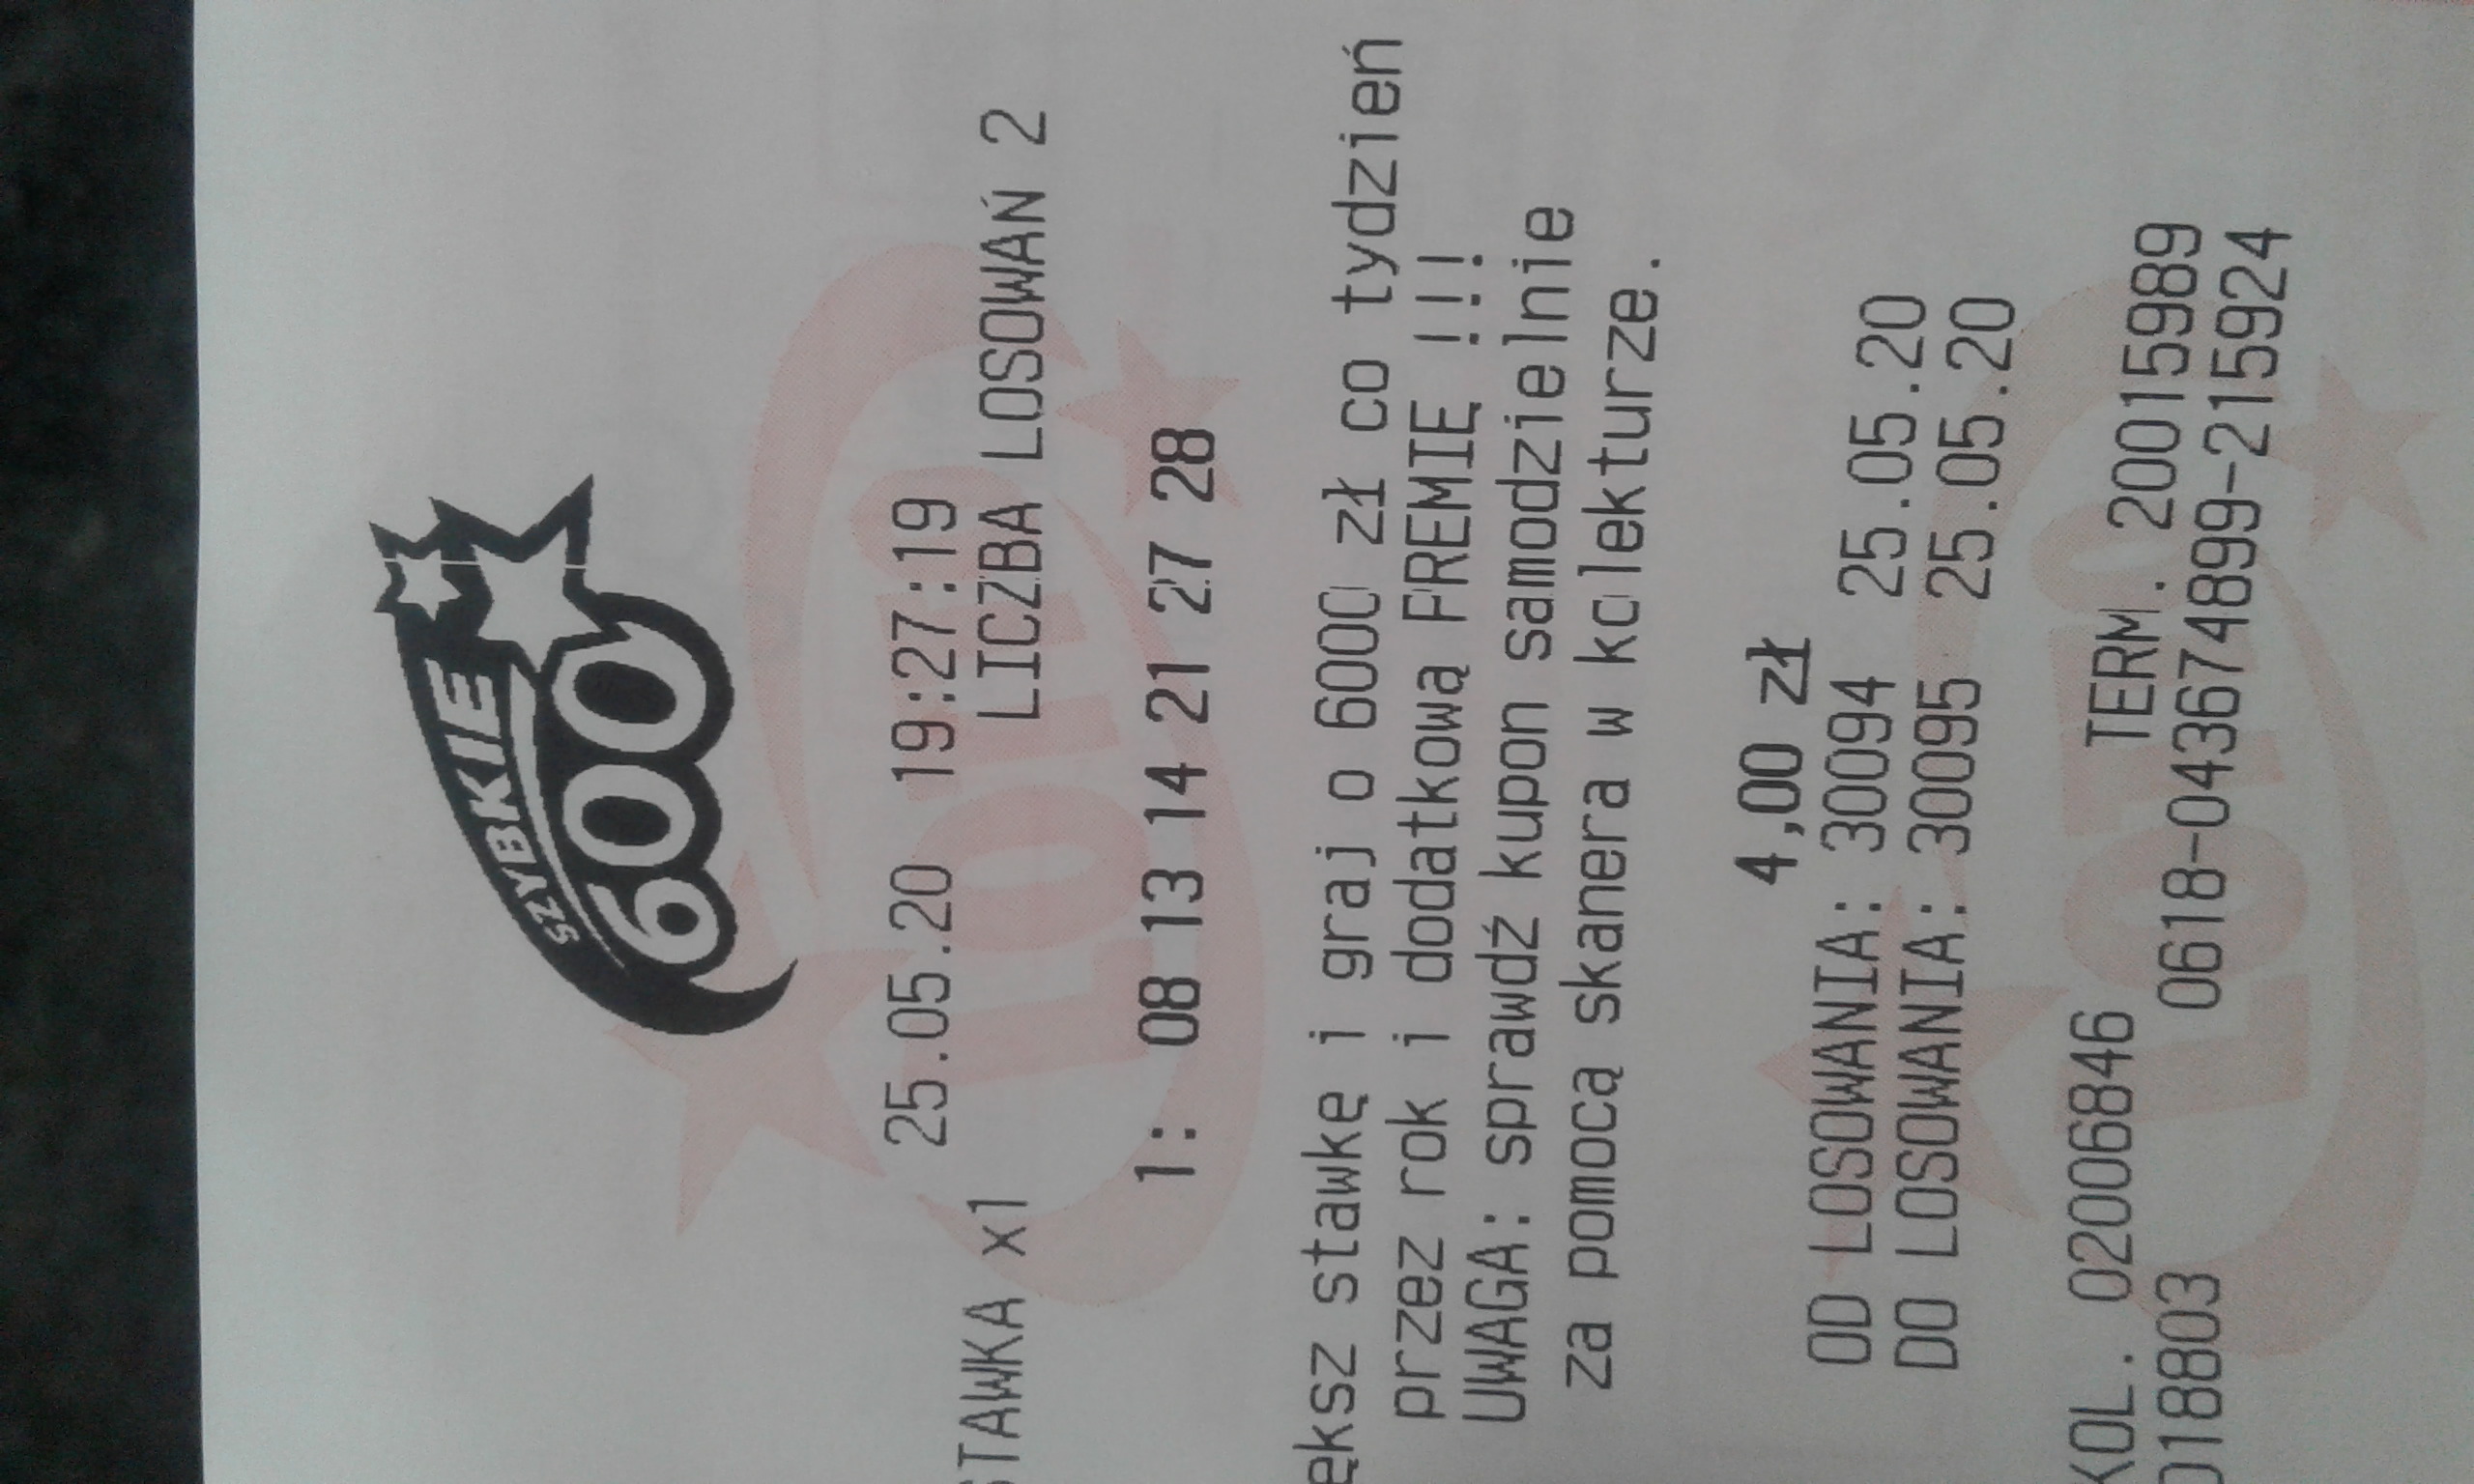 SZYBKIE
600
25.05.20 19:27:19
STAWKA x1 LICZBA LOSOWAŃ 2
1: 08 13 14 21 27 28
ększ stawkę i graj o 6000 zł co tydzień
przez rok i dodatkową PREMIĘ !!!
UWAGA: sprawdź kupon samodzielnie
za pomocą skanera w kolekturze.
4,00 zł
OD LOSOWANIA: 30094 25.05.20
DO LOSOWANIA: 30095 25.05.20
KOL. 02006846 TERM. 20015989
018803 0618-043674899-215924